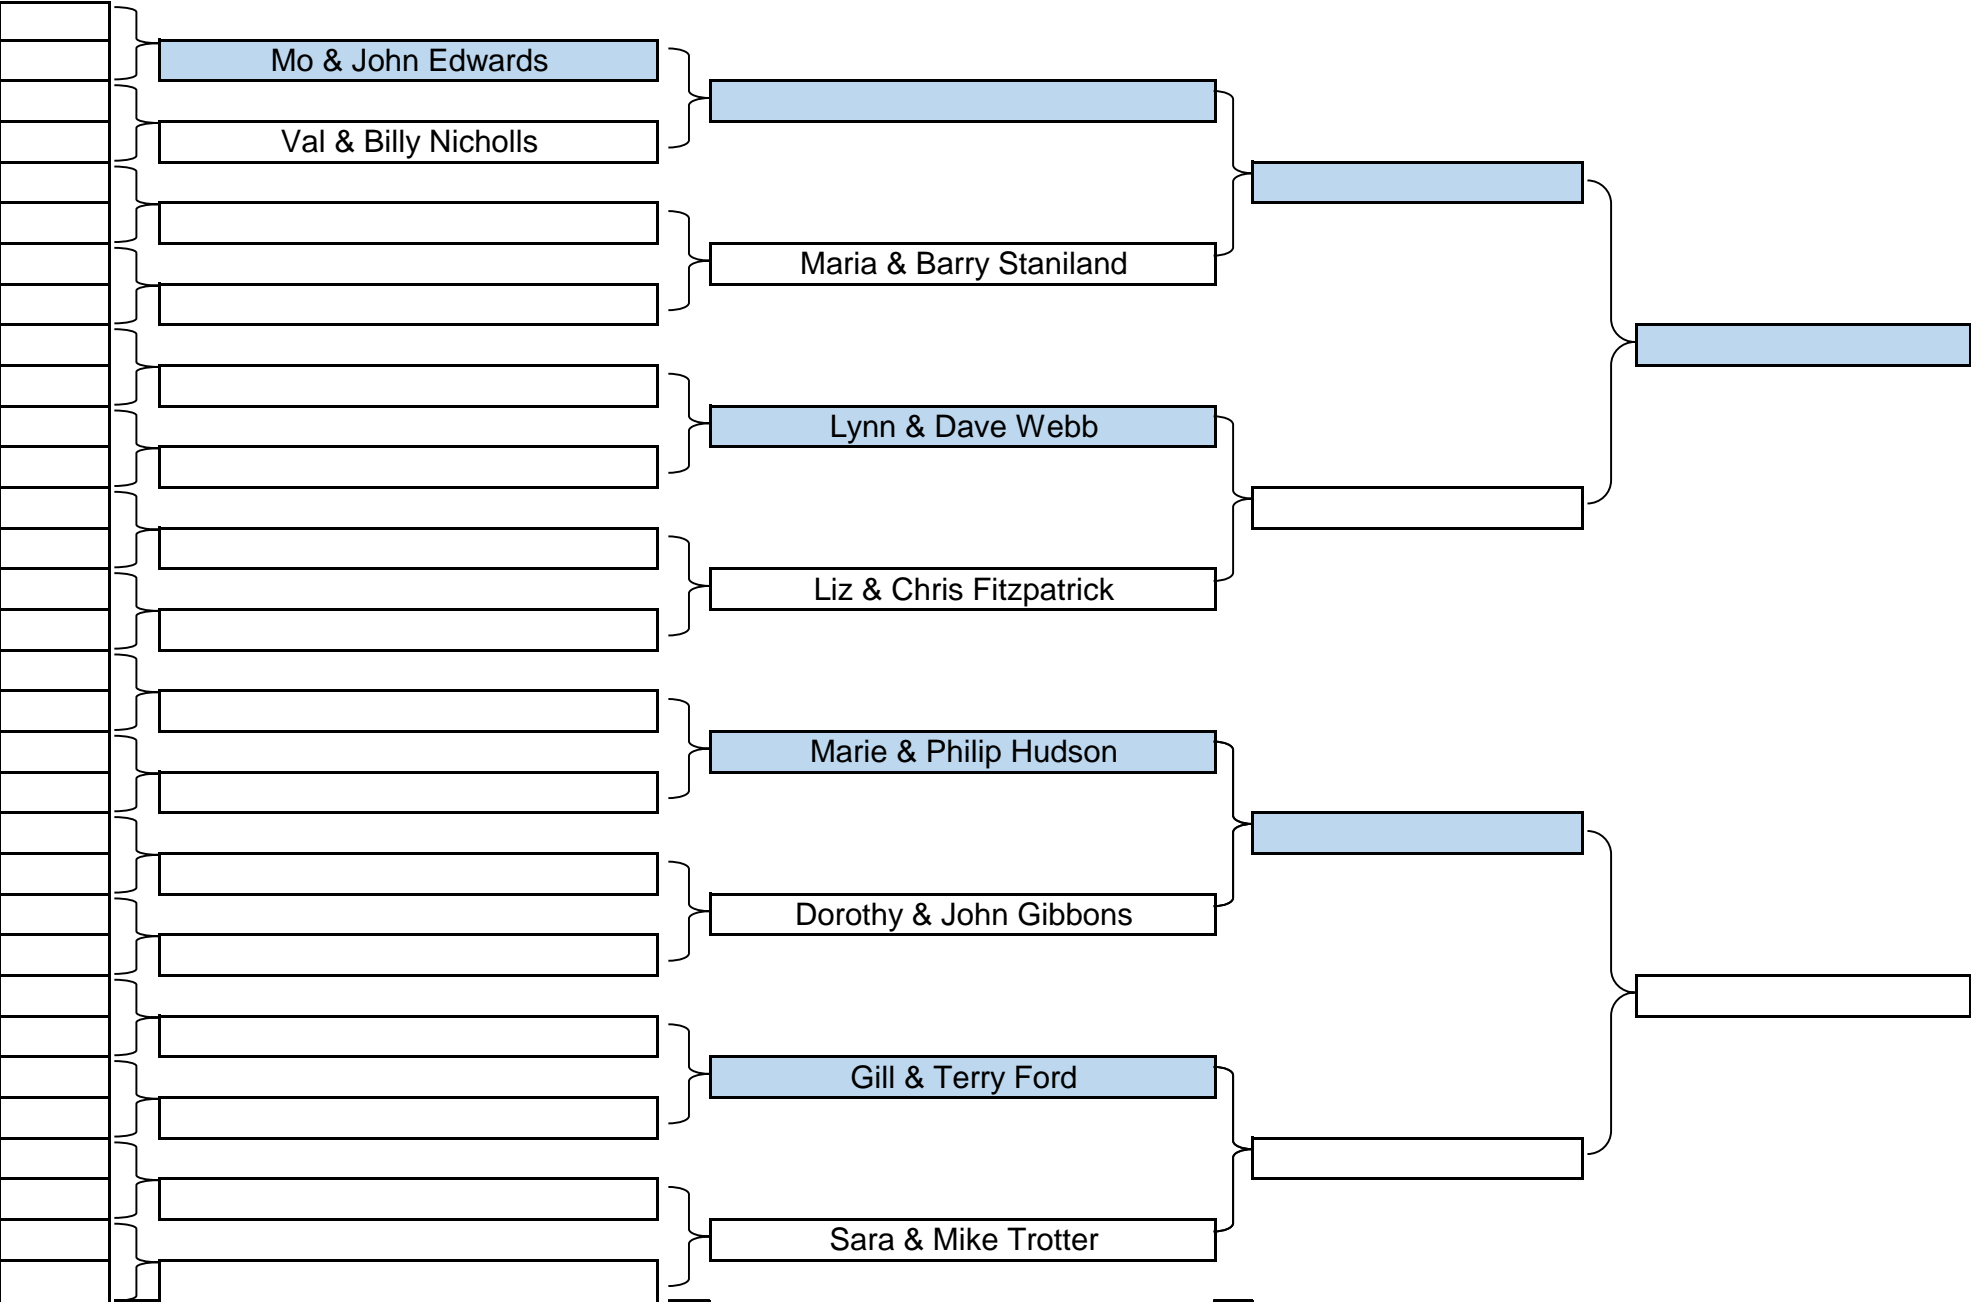 Mo & John Edwards
Val & Billy Nicholls
Maria & Barry Staniland
Lynn & Dave Webb
Liz & Chris Fitzpatrick
Marie & Philip Hudson
Dorothy & John Gibbons
Gill & Terry Ford
Sara & Mike Trotter